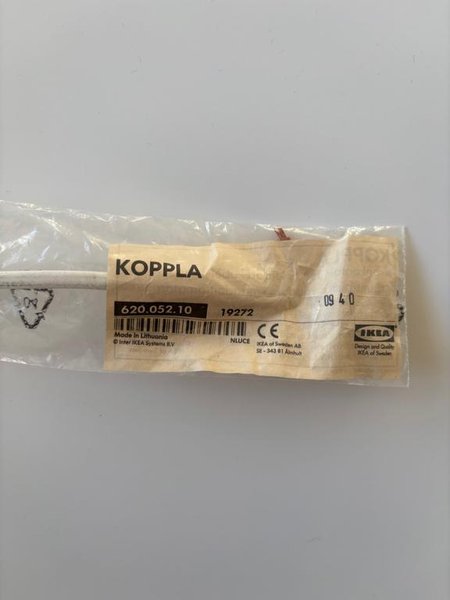 KOPPLA
620.052.10 19272
09 4 0
Made in Lithuania
© Inter IKEA Systems B.V.
NLUCE
CE
IKEA of Sweden AB
SE - 343 81 Älmhult
IKEA
Design and Quality
IKEA of Sweden